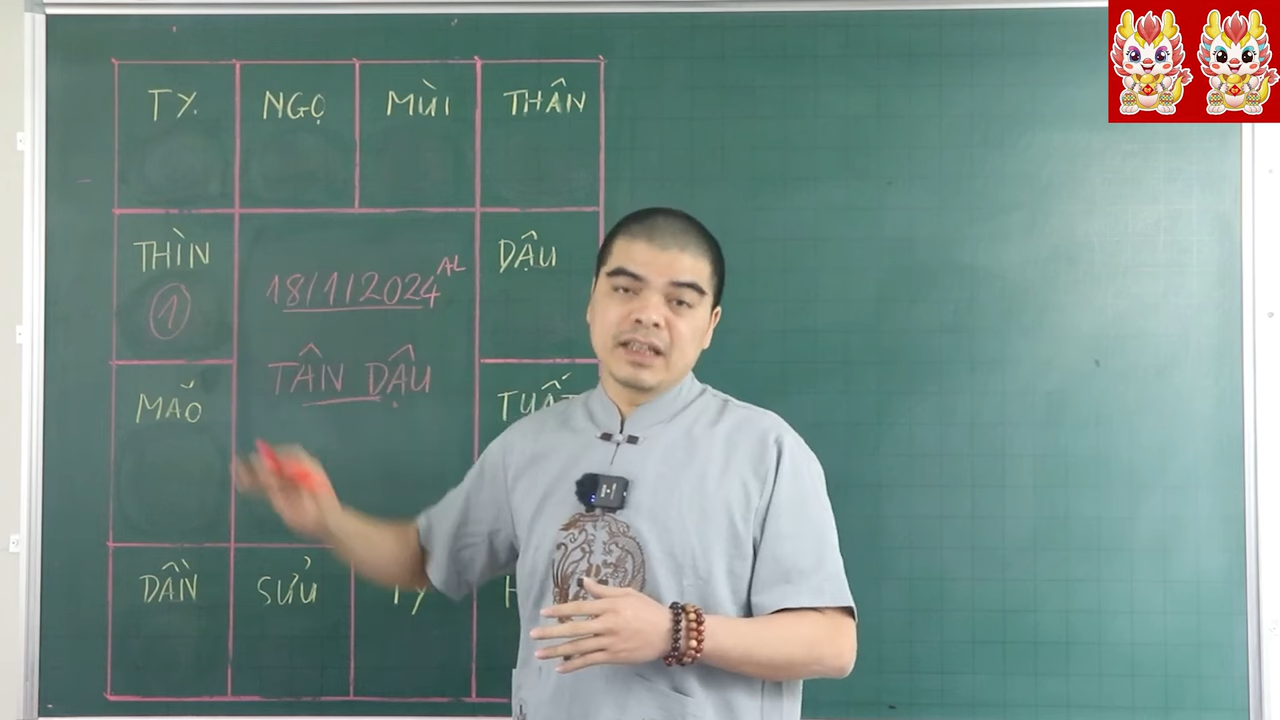 TỴ
NGỌ
MÙI
THÂN
THÌN
1
18/1/2024 AL
DẬU
TÂN DẬU
MÃO
DẦN
SỬU